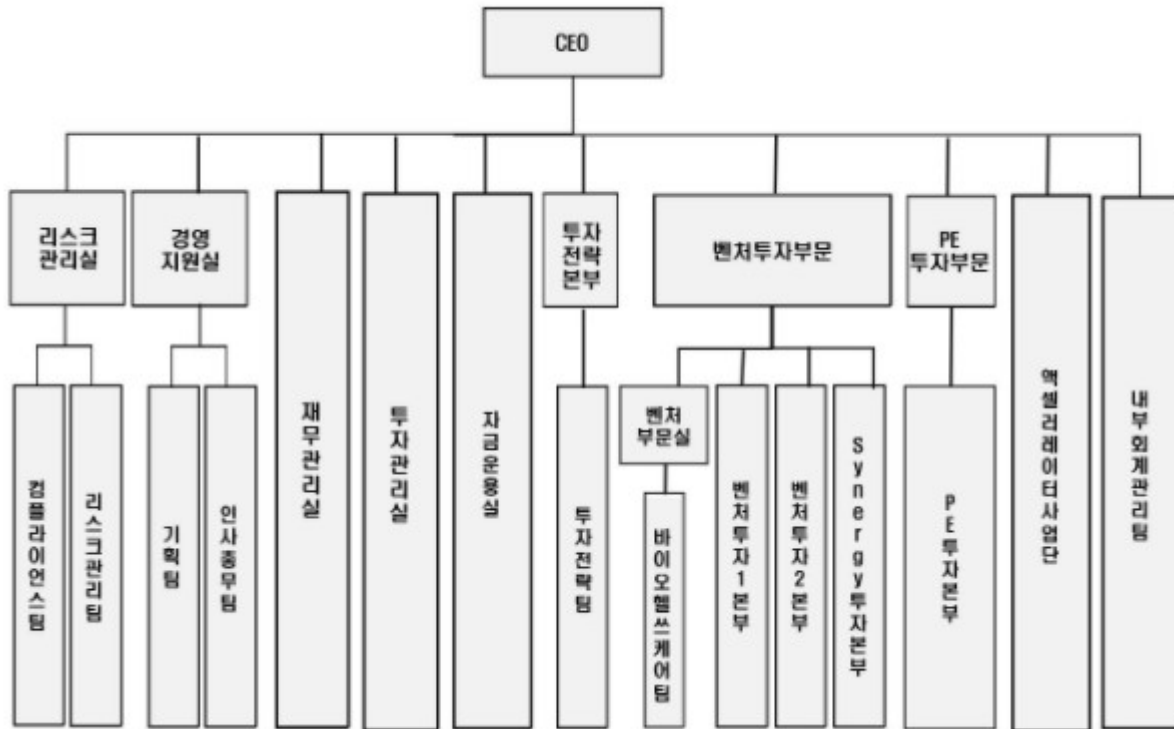 CEO
리스크
관리실
경영
지원실
재무관리실
투자관리실
자금운용실
투자
전략
본부
벤처투자부문
PE
투자부문
액셀러레이터사업단
내부회계관리팀
컴플라이언스팀
리스크관리팀
기획팀
인사총무팀
투자전략팀
벤처
부문실
바이오헬쓰케어팀
벤처투자1본부
벤처투자2본부
Synergy투자본부
PE투자본부